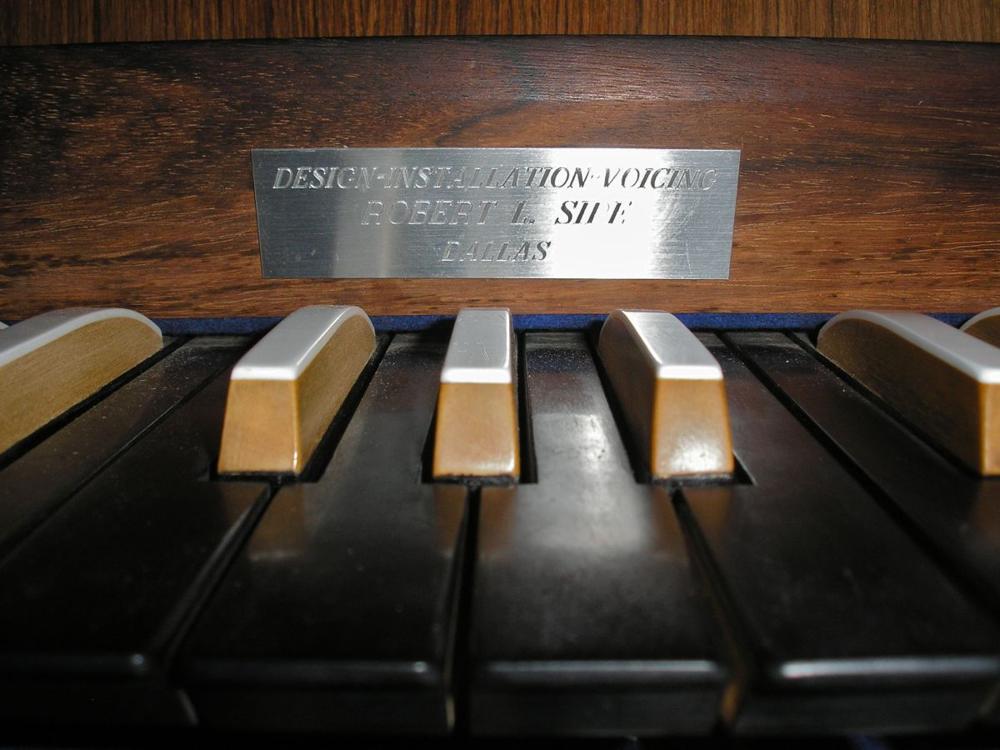 DESIGN-INSTALLATION-VOICING
ROBERT L. SIPE
DALLAS